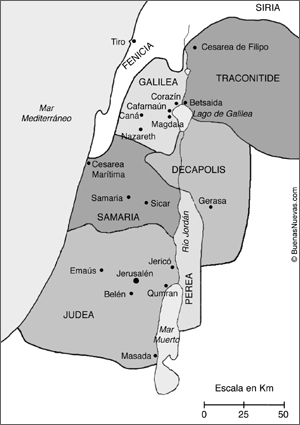 SIRIA
Tiro
FENICIA
Cesarea de Filipo
TRACONITIDE
GALILEA
Corazín
Cafarnaún
Betsaida
Mar
Mediterráneo
Caná
Lago de Galilea
Magdala
Nazareth
Cesarea
Marítima
DECAPOLIS
Samaria
Sicar
Gerasa
SAMARIA
Río Jordán
Jericó
Emaús
Jerusalén
Belén
Qumran
PEREA
JUDEA
Mar
Muerto
Masada
© BuenasNuevas.com
Escala en Km
0 25 50